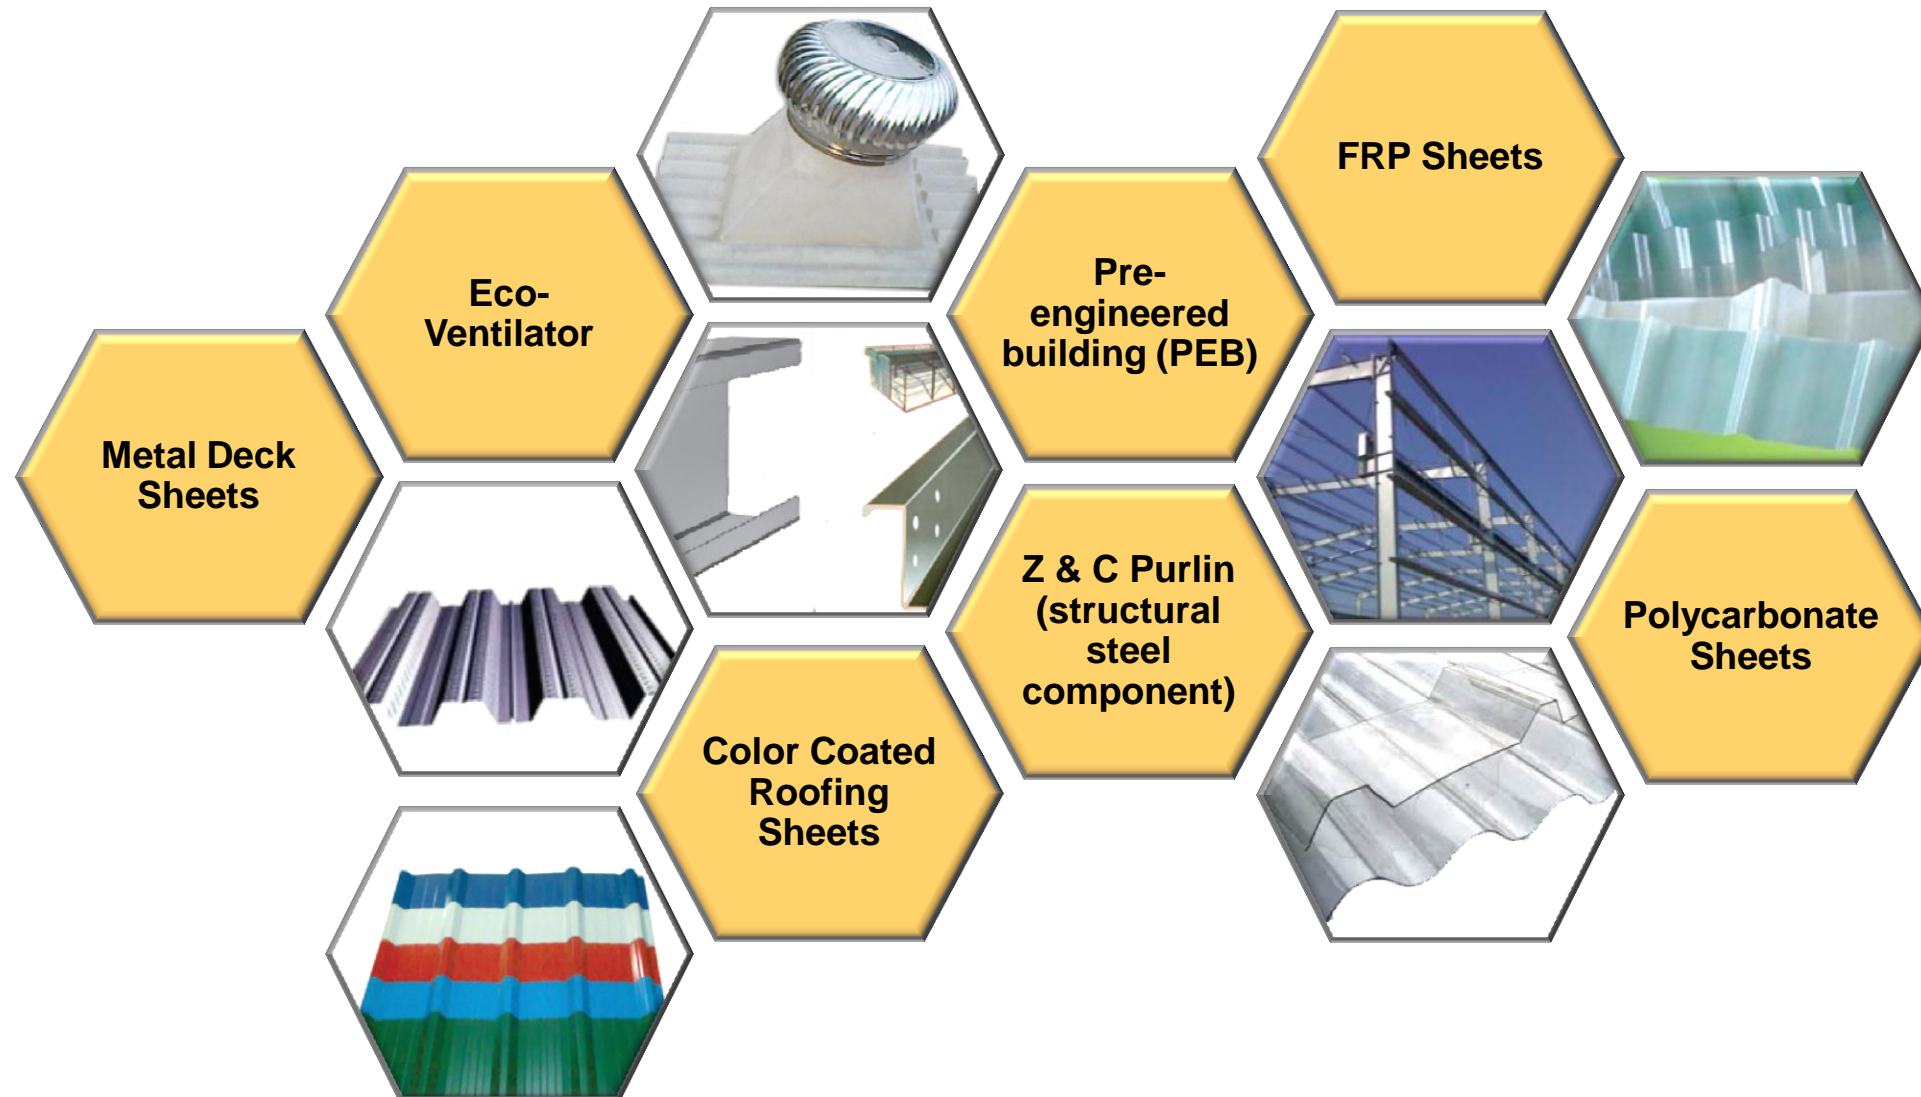 Metal Deck
Sheets
Eco-
Ventilator
Color Coated
Roofing
Sheets
Pre-
engineered
building (PEB)
Z & C Purlin
(structural
steel
component)
FRP Sheets
Polycarbonate
Sheets